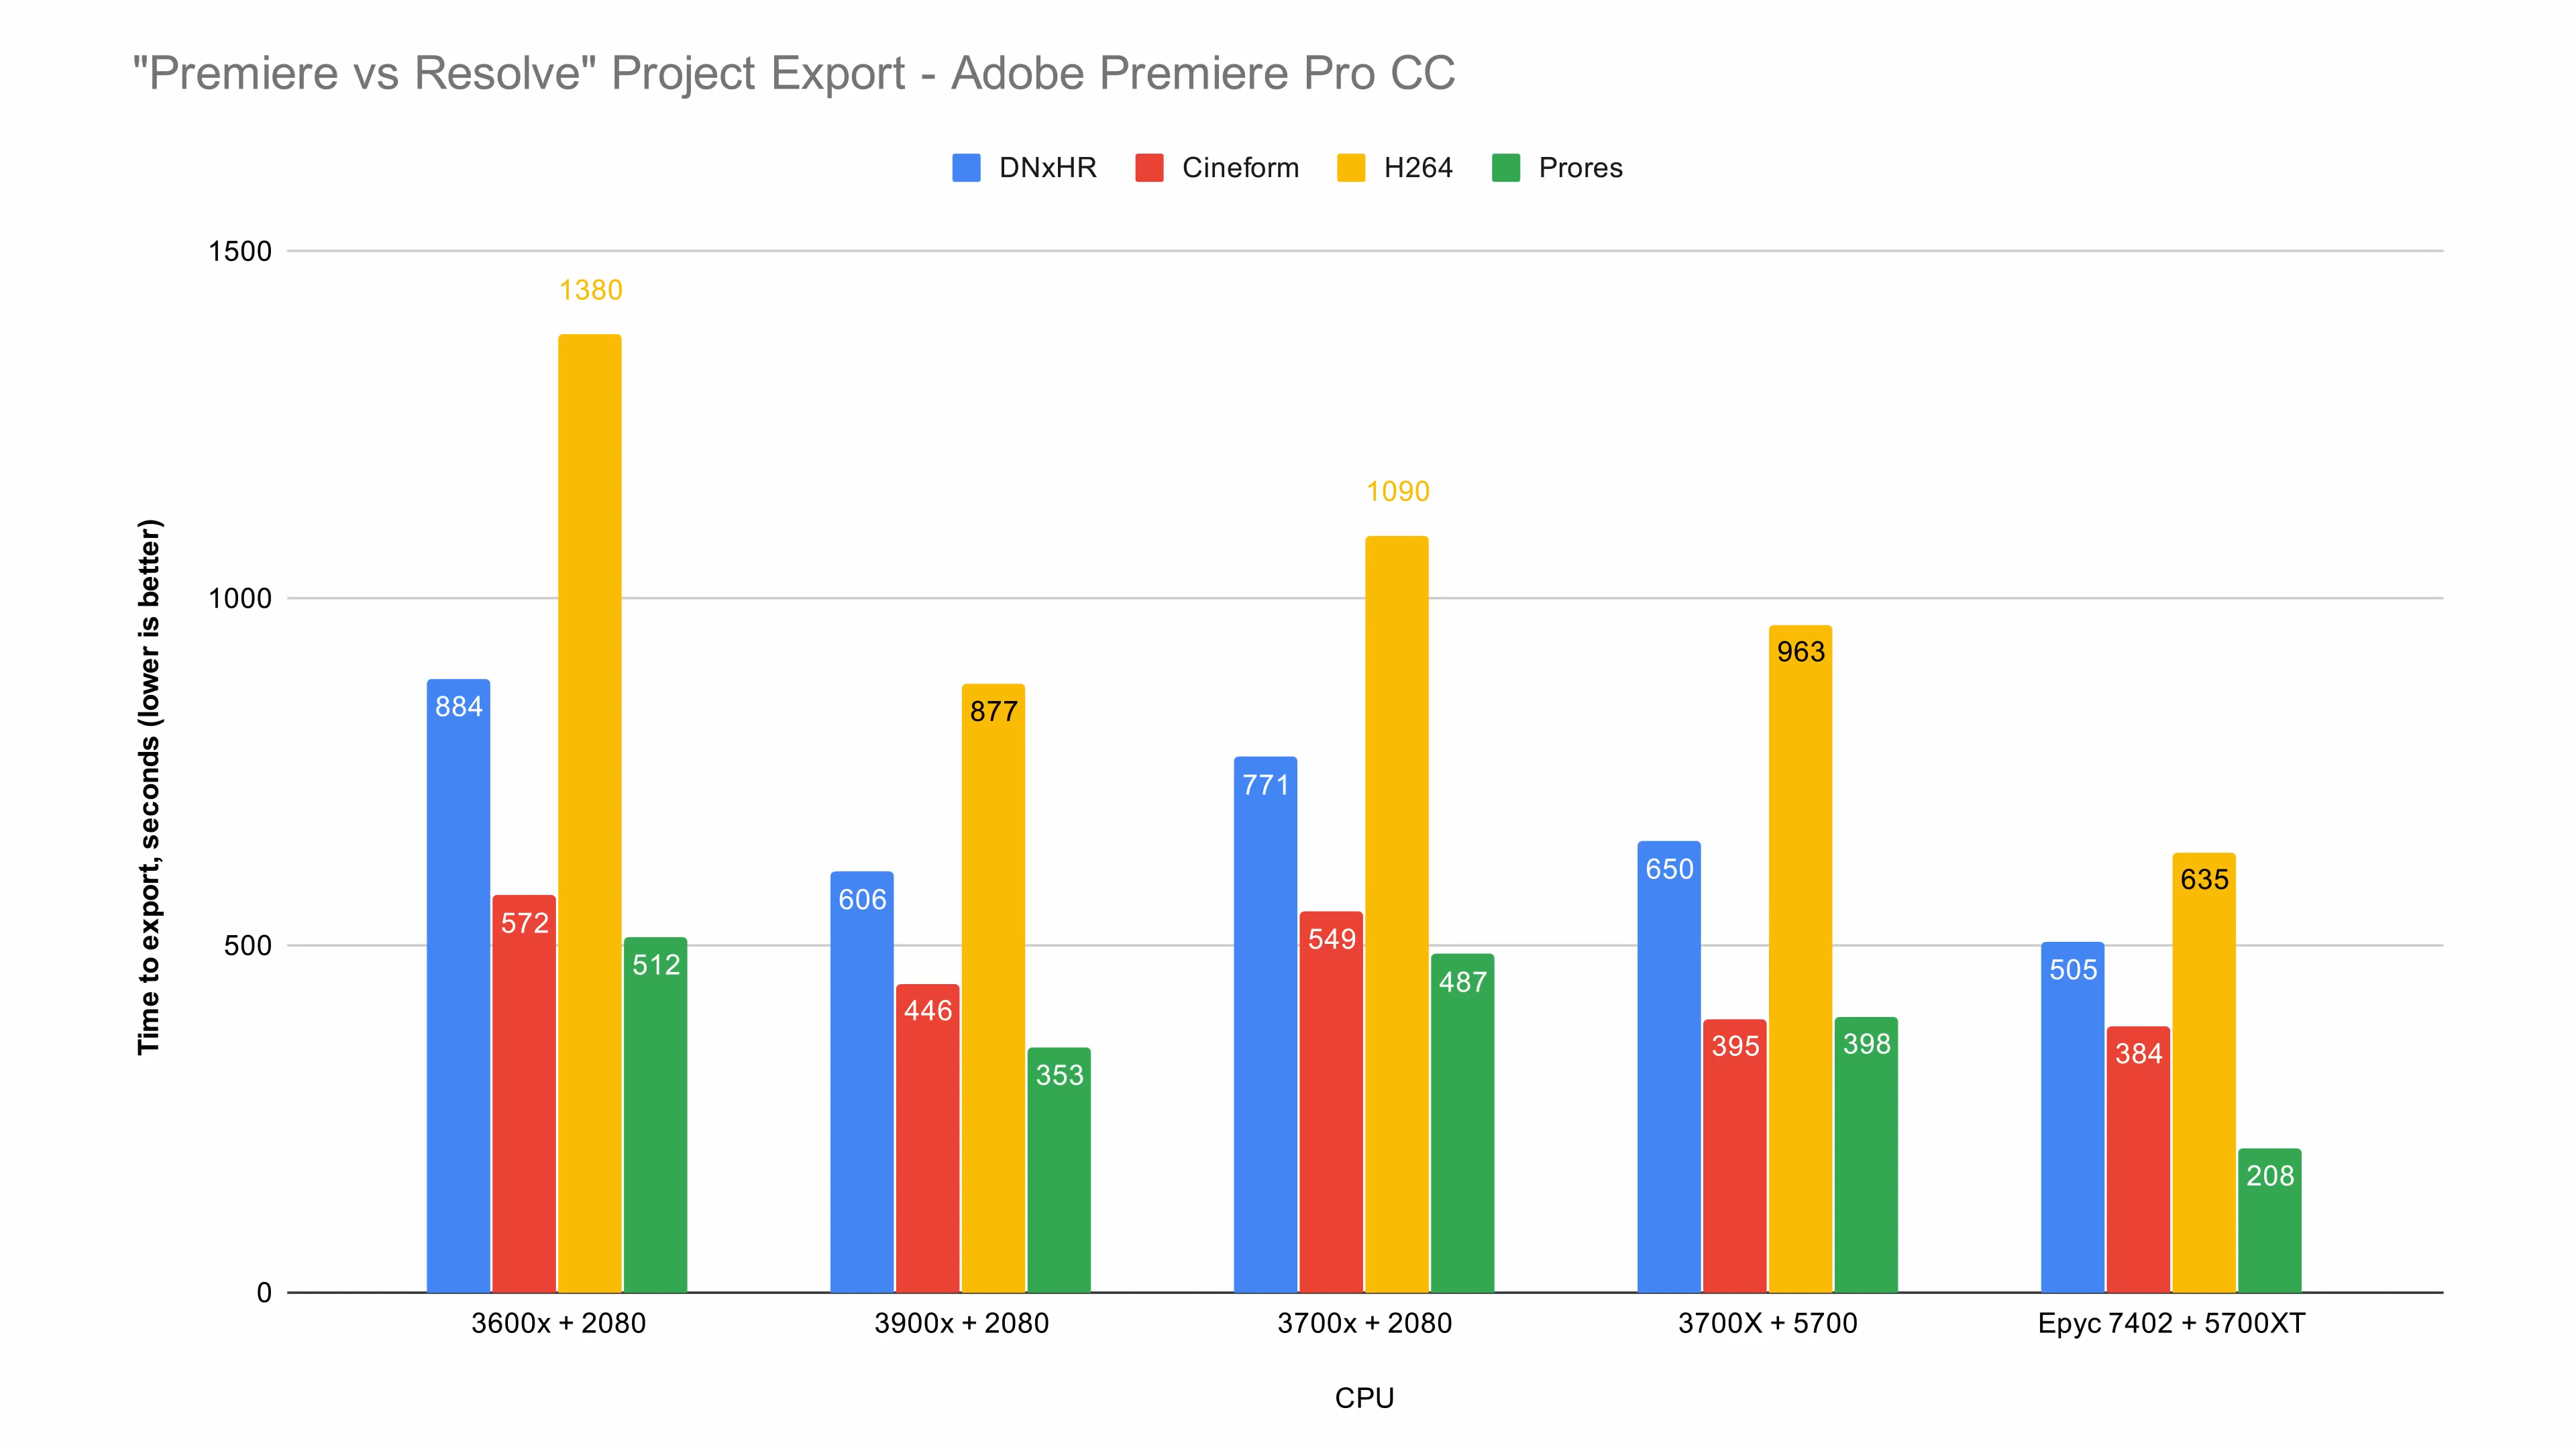 "Premiere vs Resolve" Project Export - Adobe Premiere Pro CC
DNxHR Cineform H264 Prores
Time to export, seconds (lower is better)
1500
1000
500
0
884 572 1380 512
606 446 877 353
771 549 1090 487
650 395 963 398
505 384 635 208
3600x + 2080 3900x + 2080 3700x + 2080 3700X + 5700 Epyc 7402 + 5700XT
CPU